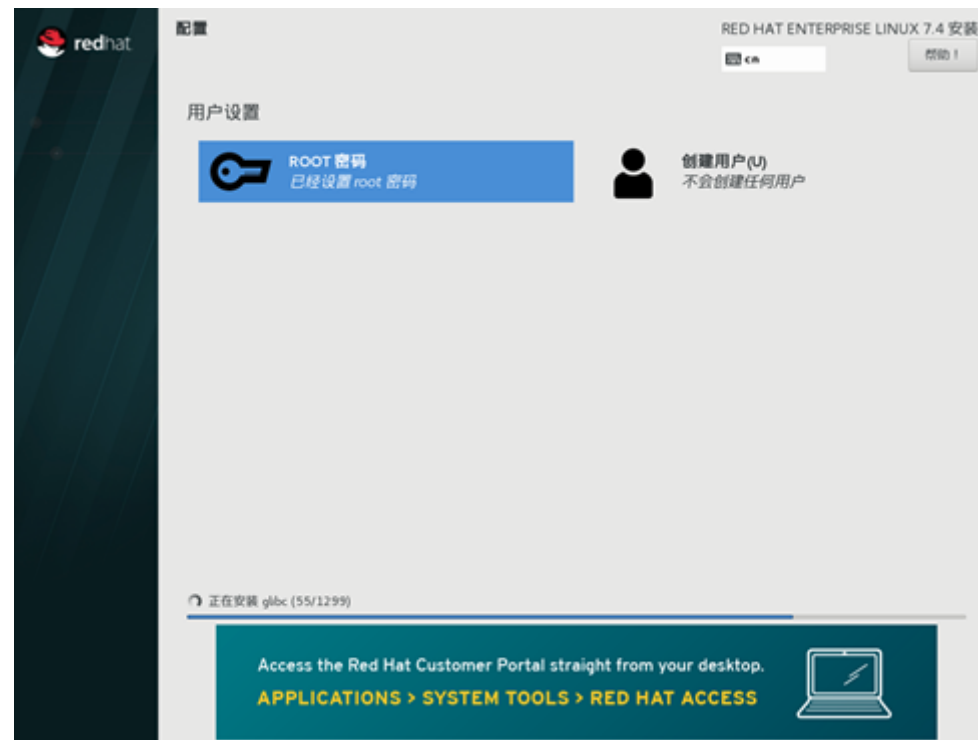 redhat
配置
RED HAT ENTERPRISE LINUX 7.4 安装
cn
帮助！
用户设置
ROOT 密码
已经设置 root 密码
创建用户(U)
不会创建任何用户
正在安装 glibc (55/1299)
Access the Red Hat Customer Portal straight from your desktop.
APPLICATIONS > SYSTEM TOOLS > RED HAT ACCESS